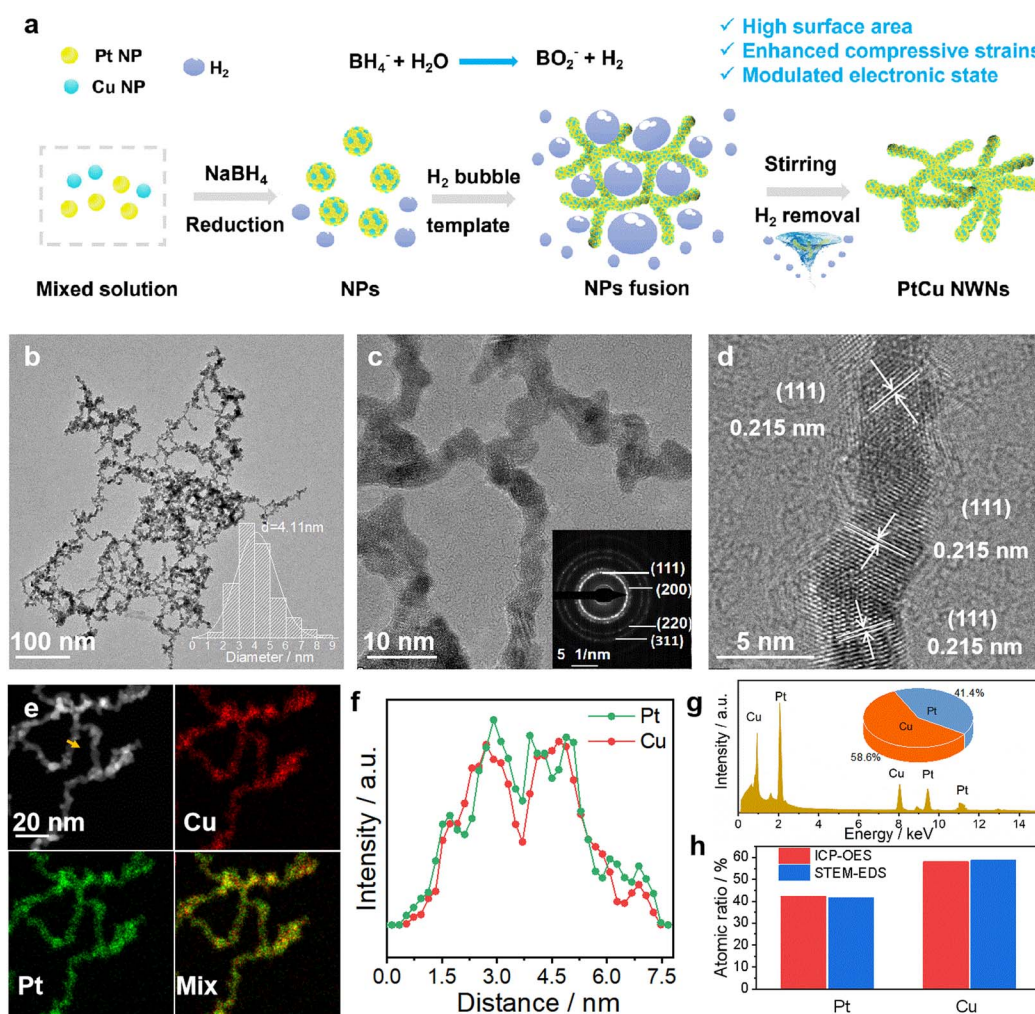 a
Pt NP
Cu NP
H2
BH4- + H2O → BO2- + H2
✓ High surface area
✓ Enhanced compressive strains
✓ Modulated electronic state
NaBH4
Reduction
H2 bubble
template
Stirring
H2 removal
Mixed solution
NPs
NPs fusion
PtCu NWNs
b
d=4.11nm
0 1 2 3 4 5 6 7 8 9
Diameter / nm
100 nm
c
(111)
(200)
(220)
(311)
5 1/nm
10 nm
d
(111)
0.215 nm
(111)
0.215 nm
(111)
0.215 nm
5 nm
e
20 nm
Cu
Pt
Mix
f
Pt
Cu
Intensity / a.u.
0.0 1.5 3.0 4.5 6.0 7.5
Distance / nm
g
Intensity / a.u.
Cu
Pt
41.4%
Pt
Cu
58.6%
Cu
Pt
Pt
0 2 4 6 8 10 12 14
Energy / keV
h
ICP-OES
STEM-EDS
Atomic ratio / %
60
50
40
30
20
10
0
Pt
Cu